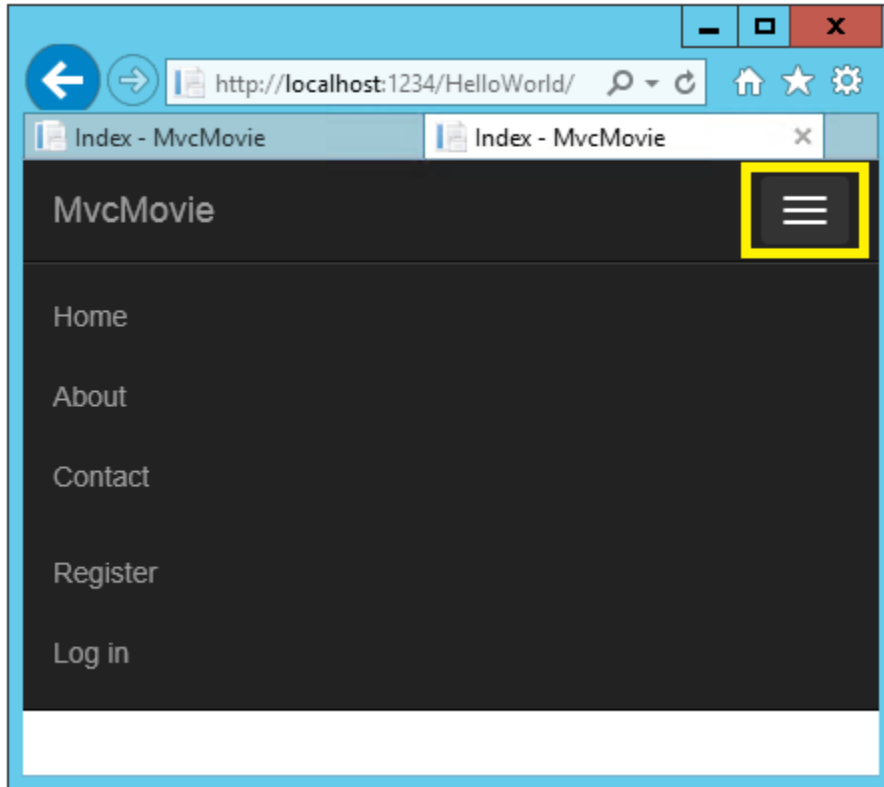 http://localhost:1234/HelloWorld/
Index - MvcMovie
Index - MvcMovie
MvcMovie
Home
About
Contact
Register
Log in